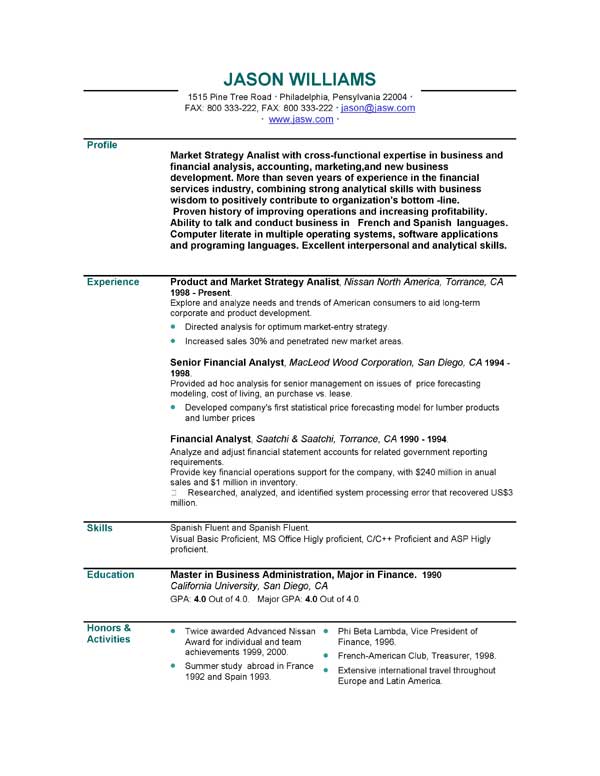 JASON WILLIAMS
1515 Pine Tree Road · Philadelphia, Pensylvania 22004 ·
FAX: 800 333-222, FAX: 800 333-222 · jason@jasw.com
· www.jasw.com ·
Profile
Market Strategy Analist with cross-functional expertise in business and
financial analysis, accounting, marketing,and new business
development. More than seven years of experience in the financial
services industry, combining strong analytical skills with business
wisdom to positively contribute to organization's bottom -line.
Proven history of improving operations and increasing profitability.
Ability to talk and conduct business in French and Spanish languages.
Computer literate in multiple operating systems, software applications
and programing languages. Excellent interpersonal and analytical skills.
Experience
Product and Market Strategy Analist, Nissan North America, Torrance, CA
1998 - Present.
Explore and analyze needs and trends of American consumers to aid long-term
corporate and product development.
• Directed analysis for optimum market-entry strategy.
• Increased sales 30% and penetrated new market areas.
Senior Financial Analyst, MacLeod Wood Corporation, San Diego, CA 1994 -
1998.
Provided ad hoc analysis for senior management on issues of price forecasting
modeling, cost of living, an purchase vs. lease.
• Developed company's first statistical price forecasting model for lumber products
and lumber prices
Financial Analyst, Saatchi & Saatchi, Torrance, CA 1990 - 1994.
Analyze and adjust financial statement accounts for related government reporting
requirements.
Provide key financial operations support for the company, with $240 million in anual
sales and $1 million in inventory.
□ Researched, analyzed, and identified system processing error that recovered US$3
million.
Skills
Spanish Fluent and Spanish Fluent.
Visual Basic Proficient, MS Office Higly proficient, C/C++ Proficient and ASP Higly
proficient.
Education
Master in Business Administration, Major in Finance. 1990
California University, San Diego, CA
GPA: 4.0 Out of 4.0. Major GPA: 4.0 Out of 4.0.
Honors &
Activities
• Twice awarded Advanced Nissan
Award for individual and team
achievements 1999, 2000.
• Summer study abroad in France
1992 and Spain 1993.
• Phi Beta Lambda, Vice President of
Finance, 1996.
• French-American Club, Treasurer, 1998.
• Extensive international travel throughout
Europe and Latin America.